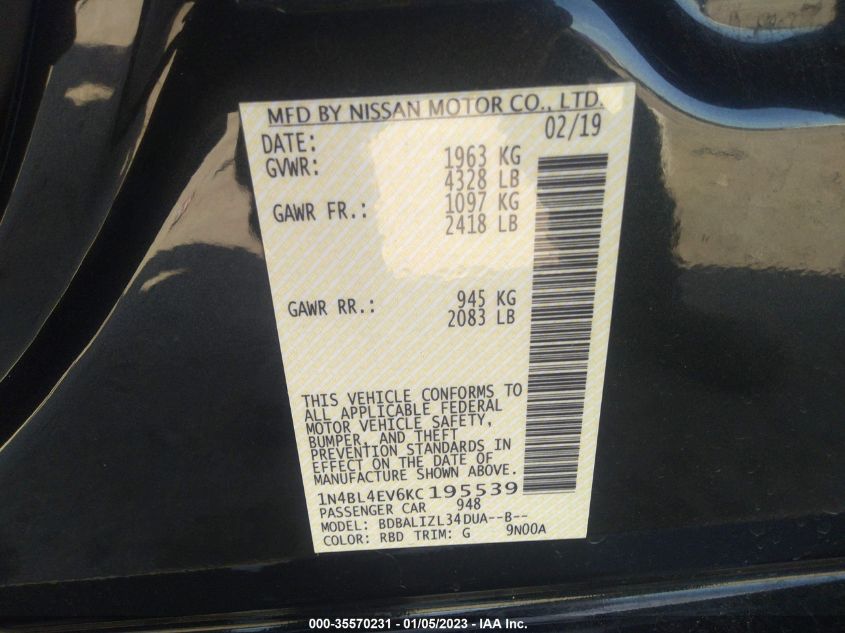 MFD BY NISSAN MOTOR CO., LTD.
DATE: 02/19
GVWR: 1963 KG
4328 LB
GAWR FR.: 1097 KG
2418 LB
GAWR RR.: 945 KG
2083 LB
THIS VEHICLE CONFORMS TO
ALL APPLICABLE FEDERAL
MOTOR VEHICLE SAFETY,
BUMPER, AND THEFT
PREVENTION STANDARDS IN
EFFECT ON THE DATE OF
MANUFACTURE SHOWN ABOVE.
1N4BL4EV6KC195539
PASSENGER CAR 948
MODEL: BDBALIZL34DUA--B--
COLOR: RBD TRIM: G 9N00A
000-35570231 - 01/05/2023 - IAA Inc.